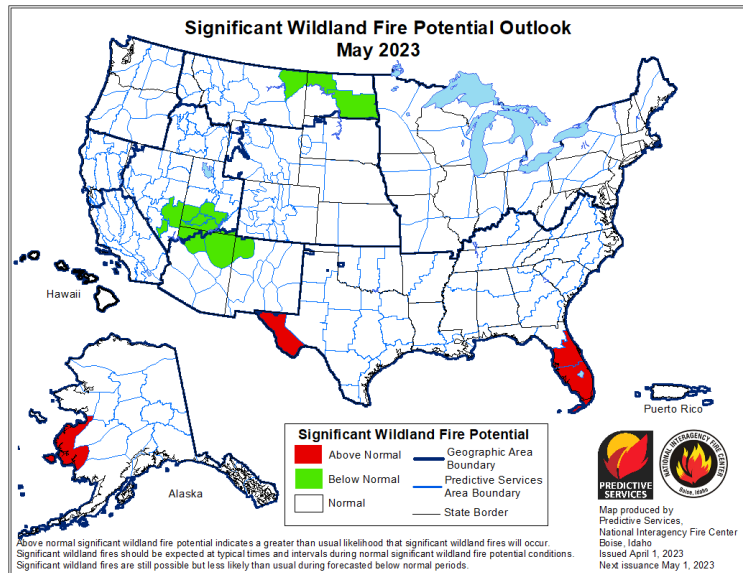 Significant Wildland Fire Potential Outlook
May 2023
Hawaii
Alaska
Puerto Rico
Significant Wildland Fire Potential
Above Normal
Below Normal
Normal
Geographic Area
Boundary
Predictive Services
Area Boundary
State Border
PREDICTIVE
SERVICES
NATIONAL INTERAGENCY FIRE CENTER
Boise, Idaho
Map produced by
Predictive Services,
National Interagency Fire Center
Boise, Idaho
Issued April 1, 2023
Next issuance May 1, 2023
Above normal significant wildland fire potential indicates a greater than usual likelihood that significant wildland fires will occur.
Significant wildland fires should be expected at typical times and intervals during normal significant wildland fire potential conditions.
Significant wildland fires are still possible but less likely than usual during forecasted below normal periods.